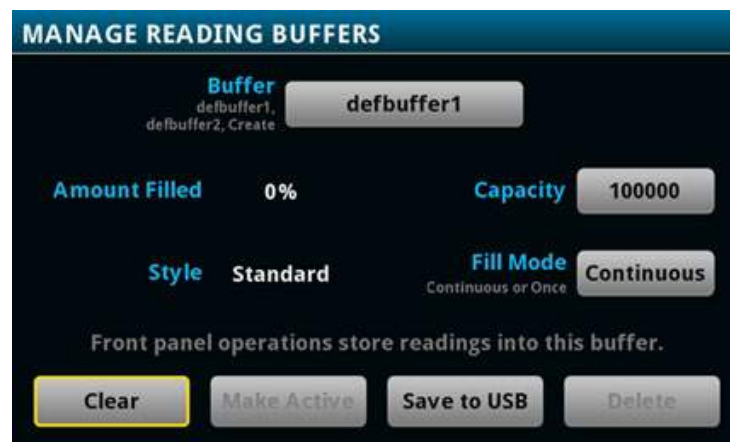 MANAGE READING BUFFERS
Buffer
defbuffer1,
defbuffer2, Create
defbuffer1
Amount Filled 0% Capacity 100000
Style Standard Fill Mode
Continuous or Once
Continuous
Front panel operations store readings into this buffer.
Clear Make Active Save to USB Delete